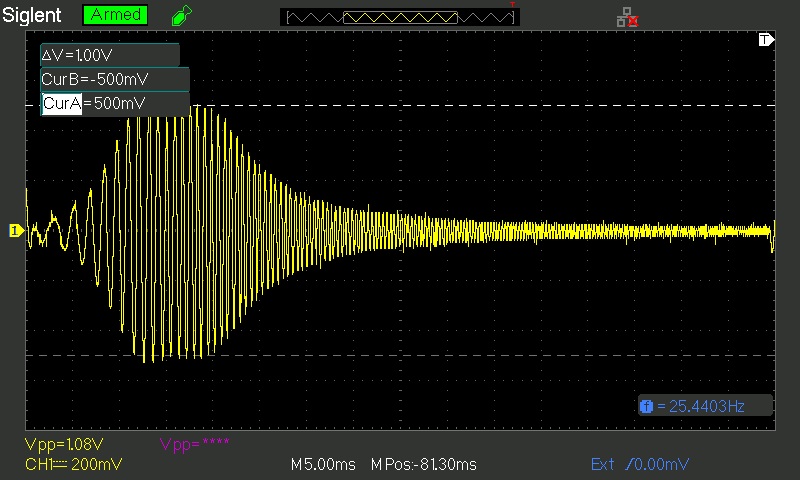 Siglent Armed
T
T
ΔV=1.00V
CurB=-500mV
CurA=500mV
1
f = 25.4403Hz
Vpp=1.08V Vpp=****
CH1 200mV M5.00ms MPos:-81.30ms Ext /0.00mV